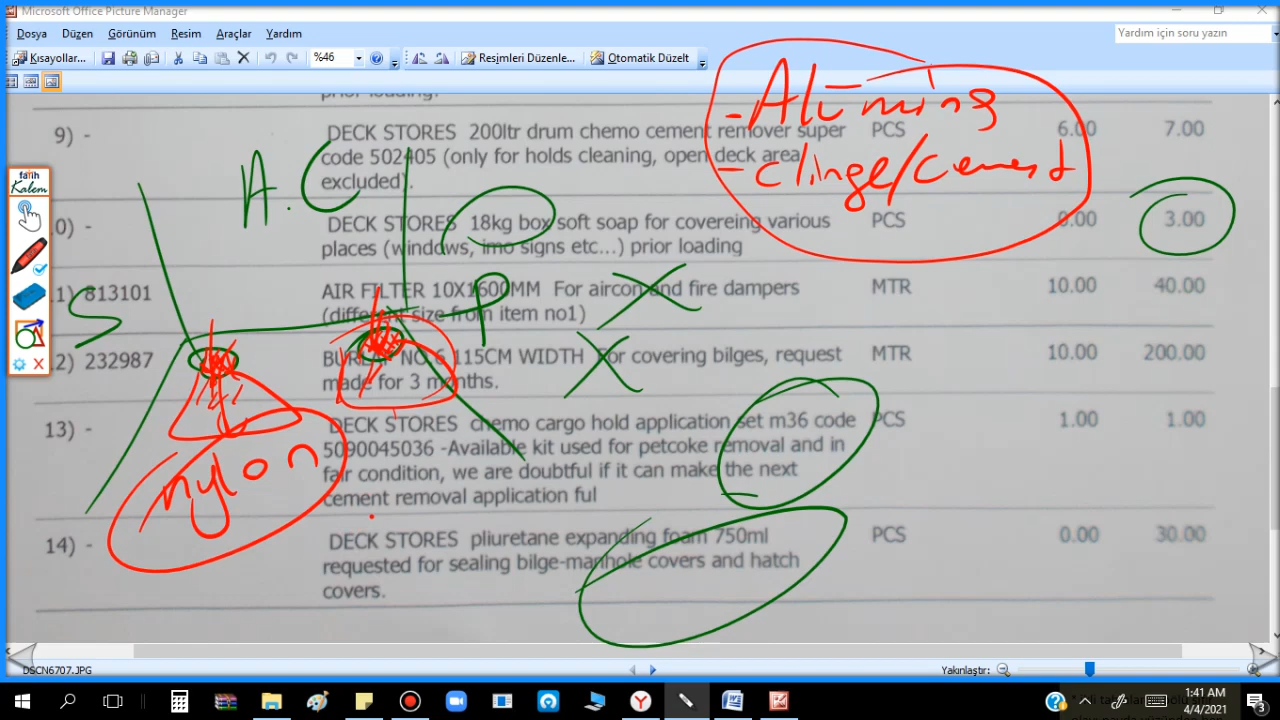 Microsoft Office Picture Manager
Dosya Düzen Görünüm Resim Araçlar Yardım
Yardım için soru yazın
Kısayollar... %46 Resimleri Düzenle... Otomatik Düzelt
prior loading.
9) - DECK STORES 200ltr drum chemo cement remover super PCS 6.00 7.00
code 502405 (only for holds cleaning, open deck area
excluded).
0) - DECK STORES 18kg box soft soap for covereing various PCS 0.00 3.00
places (windows, imo signs etc...) prior loading
1) 813101 AIR FILTER 10X1600MM For aircon and fire dampers MTR 10.00 40.00
(different size from item no1)
2) 232987 BURLAP NO 6 115CM WIDTH For covering bilges, request MTR 10.00 200.00
made for 3 months.
13) - DECK STORES chemo cargo hold application set m36 code PCS 1.00 1.00
5090045036 -Available kit used for petcoke removal and in
fair condition, we are doubtful if it can make the next
cement removal application ful
14) - DECK STORES pliuretane expanding foam 750ml PCS 0.00 30.00
requested for sealing bilge-manhole covers and hatch
covers.
fatih
Kalem
H.C
S
P
nylon
- clinge/cement
DSCN6707.JPG
Yakınlaştır:
1:41 AM
4/4/2021
3